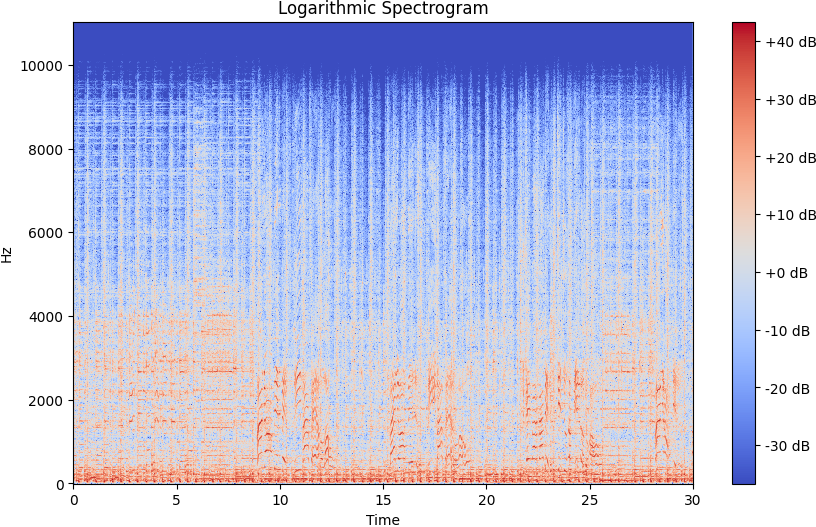 Logarithmic Spectrogram
Hz
10000
8000
6000
4000
2000
0
0 5 10 15 20 25 30
Time
+40 dB
+30 dB
+20 dB
+10 dB
+0 dB
-10 dB
-20 dB
-30 dB